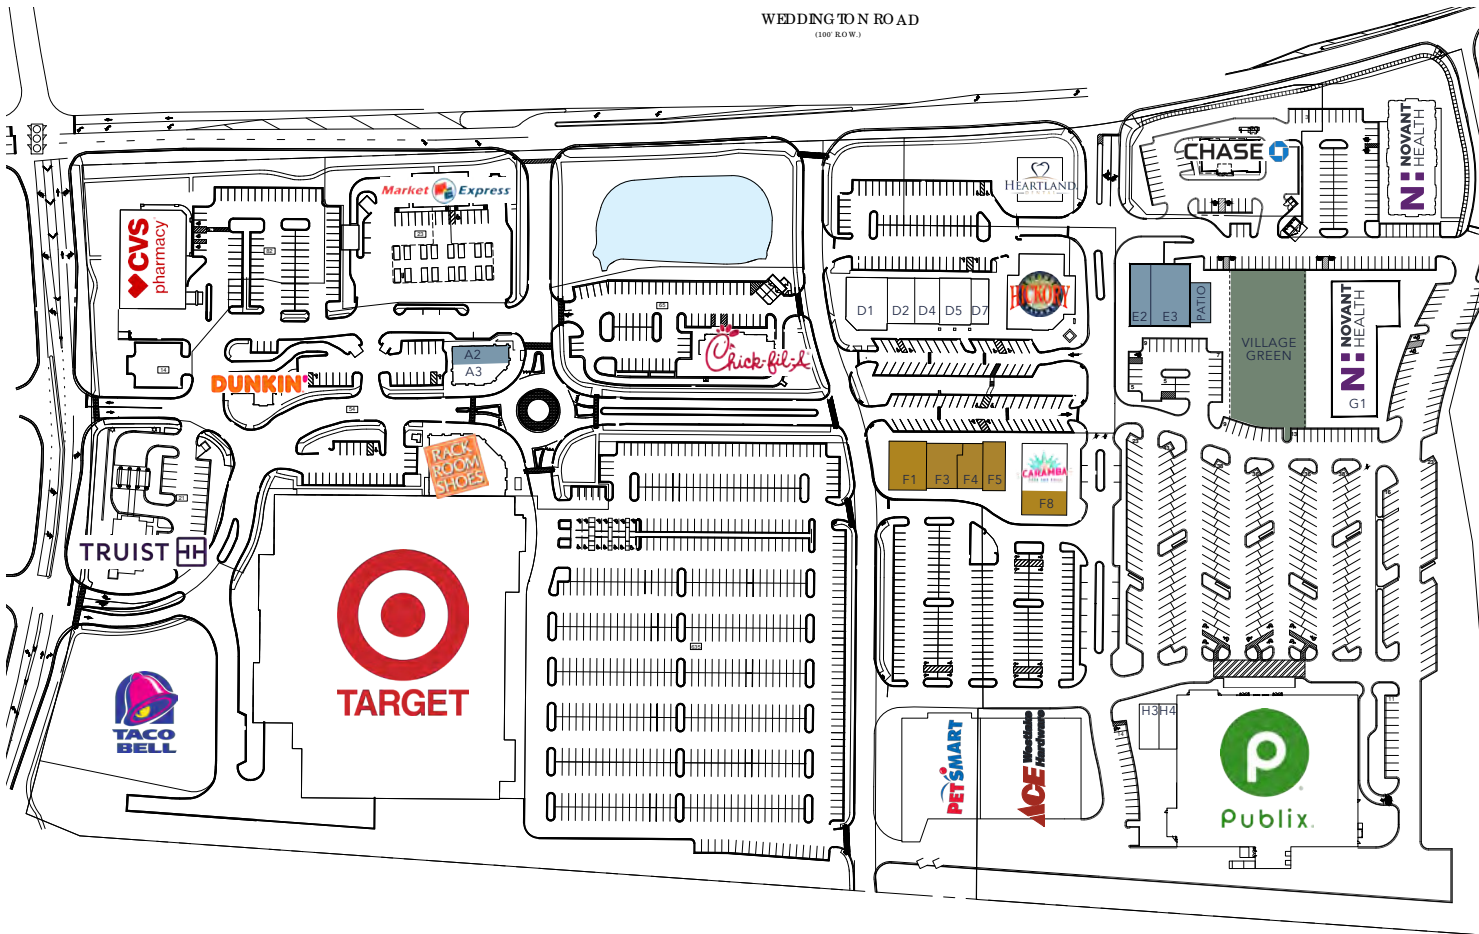 WEDDINGTON ROAD
(100' R.O.W.)
CVS
pharmacy
Market Express
CHASE
NOVANT
HEALTH
HEARTLAND
DENTAL
HICKORY
D1
D2
D4
D5
D7
E2
E3
PATIO
VILLAGE
GREEN
NOVANT
HEALTH
G1
A2
A3
DUNKIN'
Chick-fil-A
RACK
ROOM
SHOES
F1
F3
F4
F5
CARAMBA
F8
TRUIST
TARGET
TACO
BELL
PETSMART
ACE Westlake
Hardware
H3
H4
Publix.